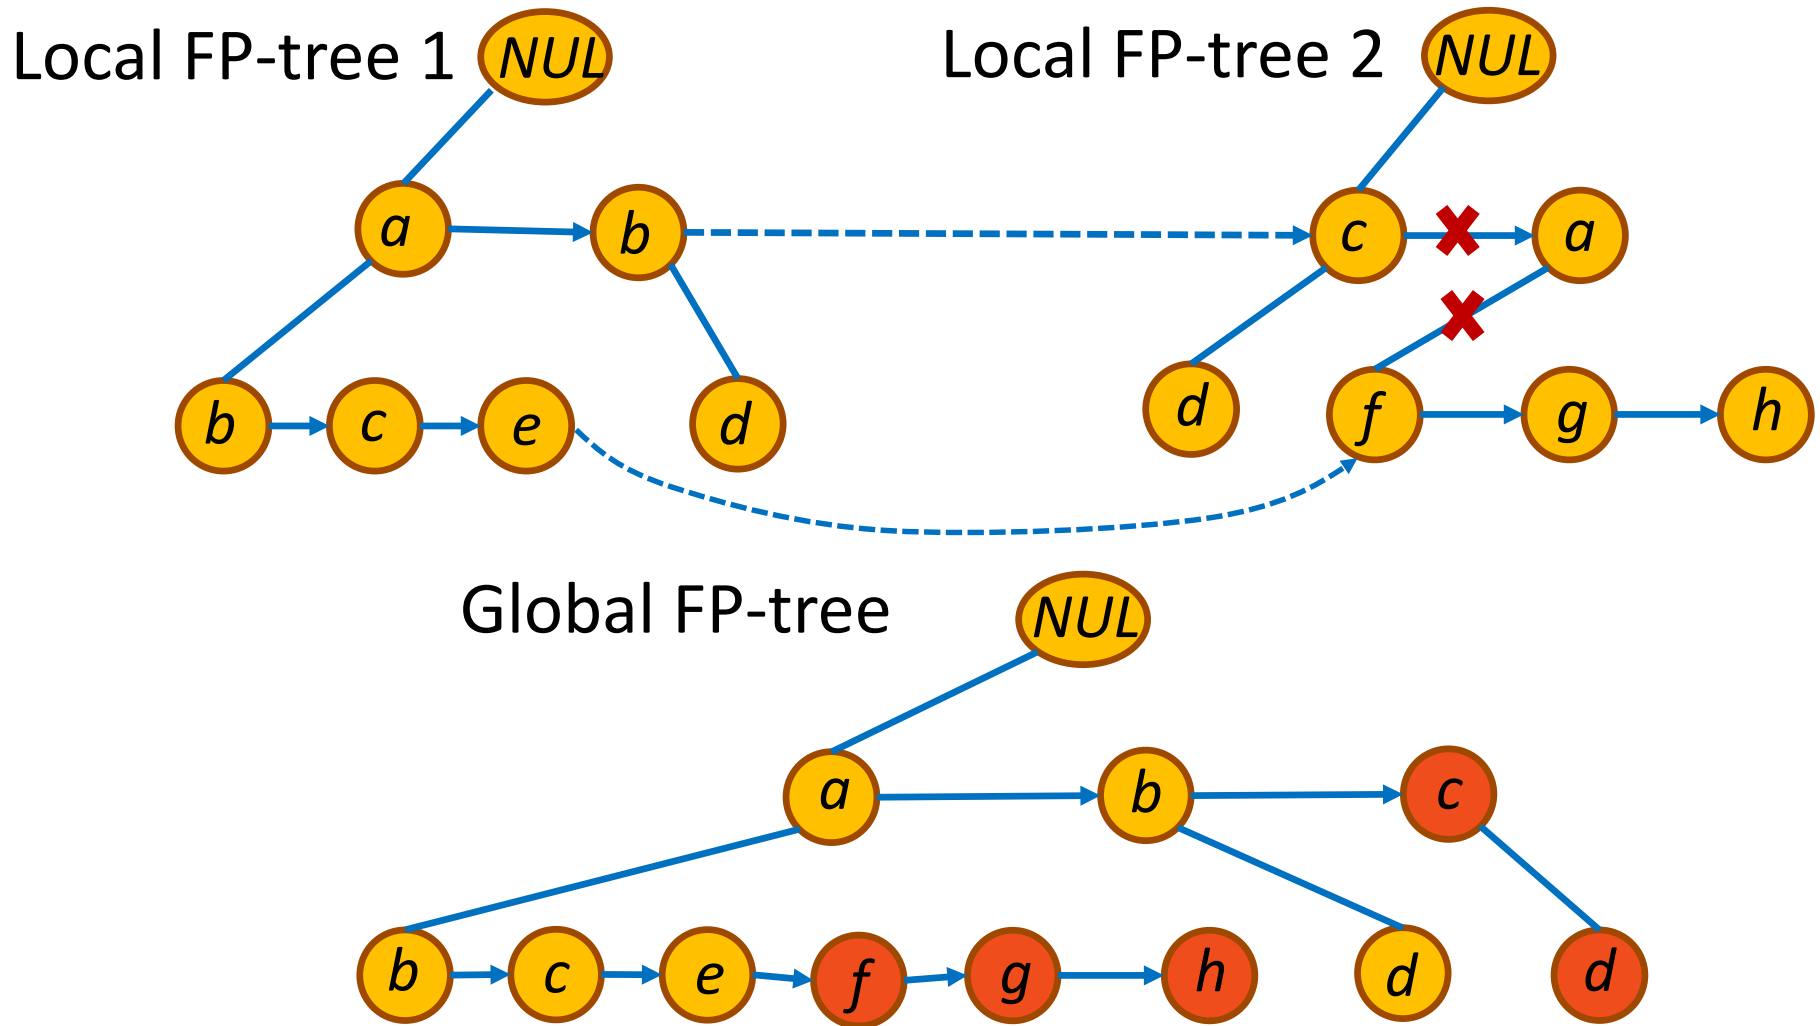 Local FP-tree 1 NUL
Local FP-tree 2 NUL
a b c a
b c e d d f g h
Global FP-tree NUL
a b c
b c e f g h d d